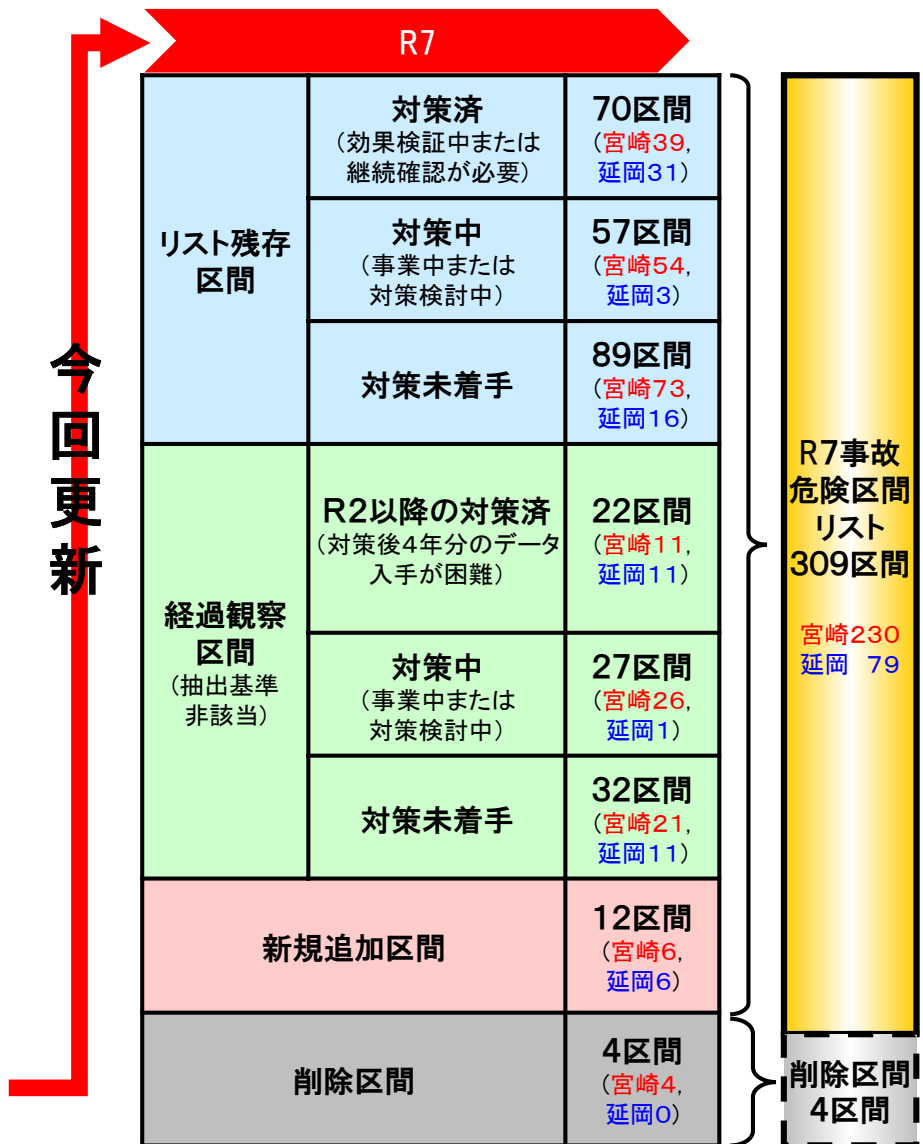 R7
今回更新
リスト残存
区間
対策済
（効果検証中または
継続確認が必要）
70区間
（宮崎39,
延岡31）
対策中
（事業中または
対策検討中）
57区間
（宮崎54,
延岡3）
対策未着手
89区間
（宮崎73,
延岡16）
経過観察
区間
（抽出基準
非該当）
R2以降の対策済
（対策後4年分のデータ
入手が困難）
22区間
（宮崎11,
延岡11）
対策中
（事業中または
対策検討中）
27区間
（宮崎26,
延岡1）
対策未着手
32区間
（宮崎21,
延岡11）
新規追加区間
12区間
（宮崎6,
延岡6）
削除区間
4区間
（宮崎4,
延岡0）
R7事故
危険区間
リスト
309区間
宮崎230
延岡 79
削除区間
4区間